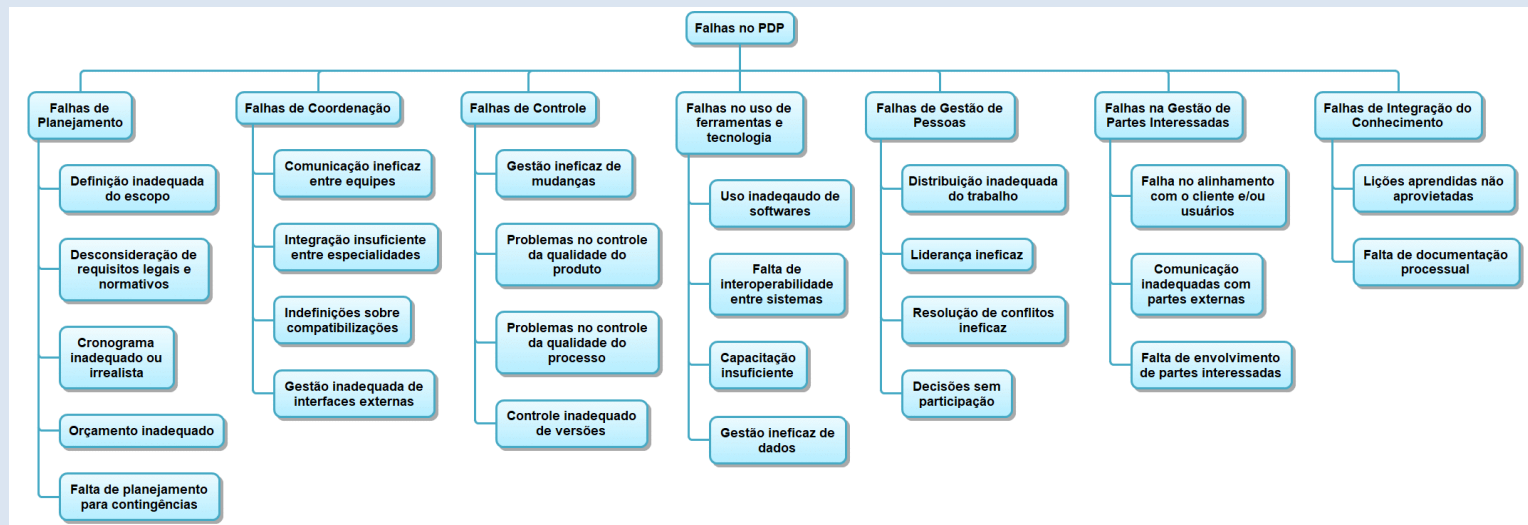 Falhas no PDP
Falhas de
Planejamento
Definição inadequada
do escopo
Desconsideração de
requisitos legais e
normativos
Cronograma
inadequado ou
irrealista
Orçamento inadequado
Falta de planejamento
para contingências
Falhas de Coordenação
Comunicação ineficaz
entre equipes
Integração insuficiente
entre especialidades
Indefinições sobre
compatibilizações
Gestão inadequada de
interfaces externas
Falhas de Controle
Gestão ineficaz de
mudanças
Problemas no controle
da qualidade do
produto
Problemas no controle
da qualidade do
processo
Controle inadequado
de versões
Falhas no uso de
ferramentas e
tecnologia
Uso inadeqaudo de
softwares
Falta de
interoperabilidade
entre sistemas
Capacitação
insuficiente
Gestão ineficaz de
dados
Falhas de Gestão de
Pessoas
Distribuição inadequada
do trabalho
Liderança ineficaz
Resolução de conflitos
ineficaz
Decisões sem
participação
Falhas na Gestão de
Partes Interessadas
Falha no alinhamento
com o cliente e/ou
usuários
Comunicação
inadequadas com
partes externas
Falta de envolvimento
de partes interessadas
Falhas de Integração do
Conhecimento
Lições aprendidas não
aprovietadas
Falta de documentação
processual